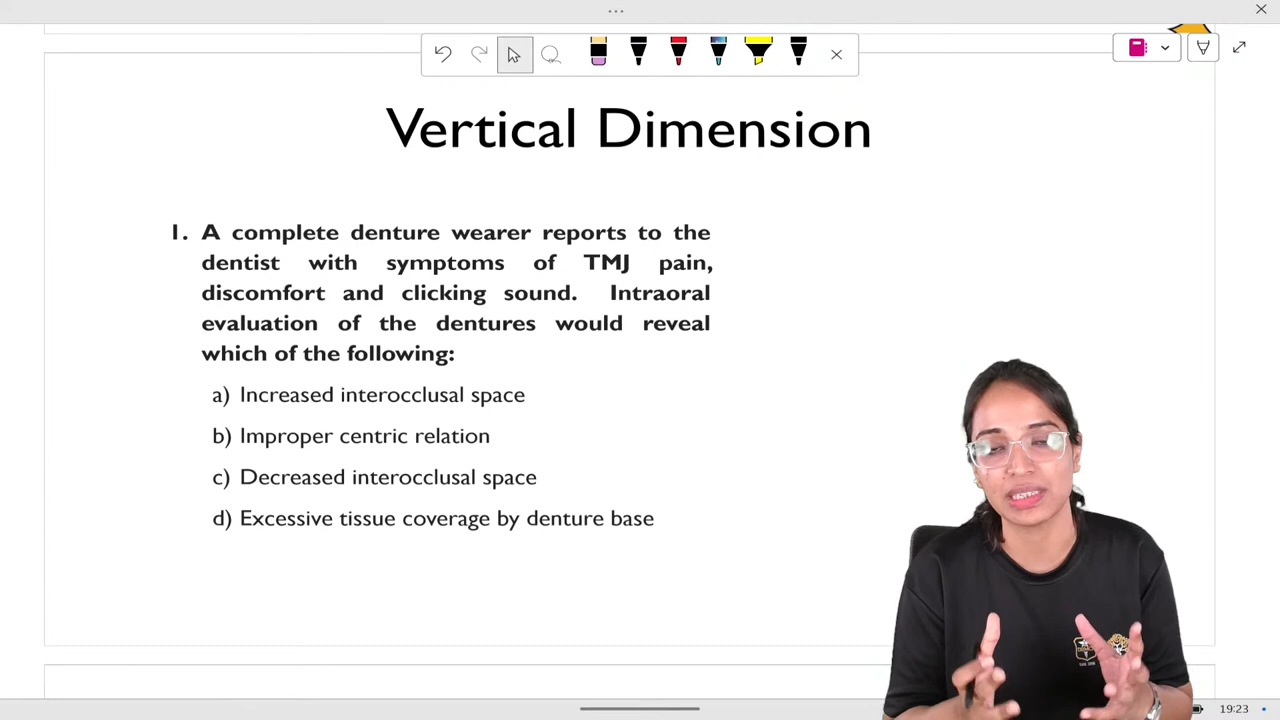 Vertical Dimension
1. A complete denture wearer reports to the
dentist with symptoms of TMJ pain,
discomfort and clicking sound. Intraoral
evaluation of the dentures would reveal
which of the following:
a) Increased interocclusal space
b) Improper centric relation
c) Decreased interocclusal space
d) Excessive tissue coverage by denture base
19:23